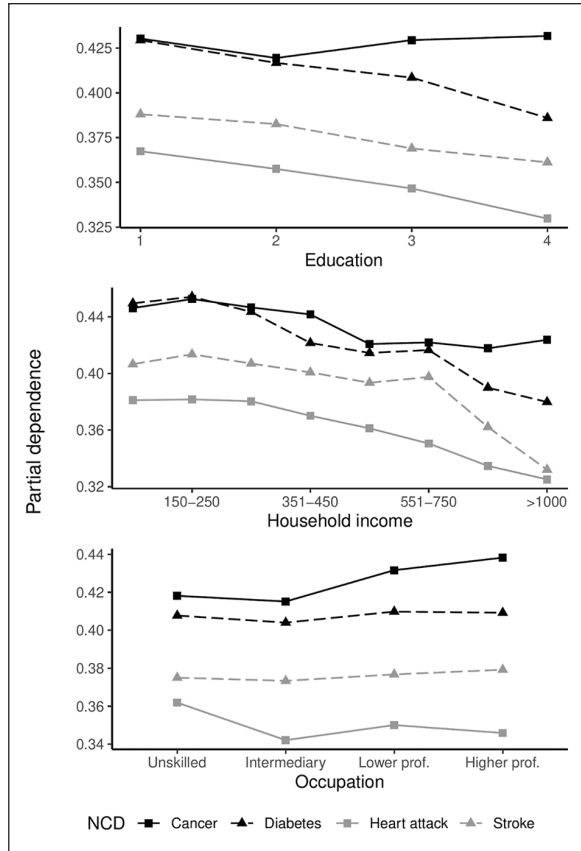 0.425
0.400
0.375
0.350
0.325
1 2 3 4
Education
Partial dependence
0.44
0.40
0.36
0.32
150−250 351−450 551−750 >1000
Household income
0.44
0.42
0.40
0.38
0.36
0.34
Unskilled Intermediary Lower prof. Higher prof.
Occupation
NCD Cancer Diabetes Heart attack Stroke